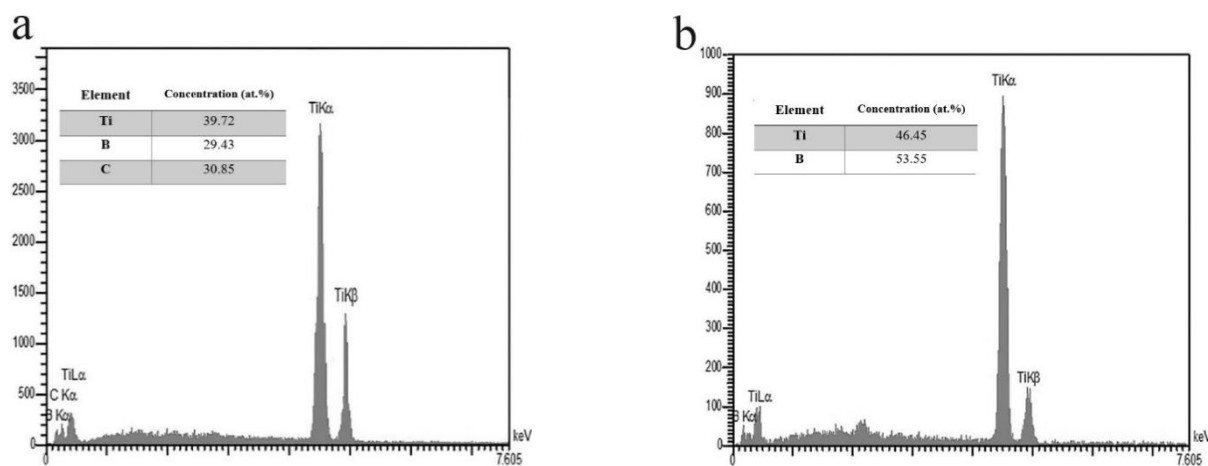 a
3500
3000
2500
2000
1500
1000
500
0
Element Concentration (at.%)
Ti 39.72
B 29.43
C 30.85
TiKα
TiKβ
TiLα
C Kα
B Kα
0
7.605
keV
b
1000
900
800
700
600
500
400
300
200
100
0
Element Concentration (at.%)
Ti 46.45
B 53.55
TiKα
TiKβ
TiLα
B Kα
0
7.605
keV